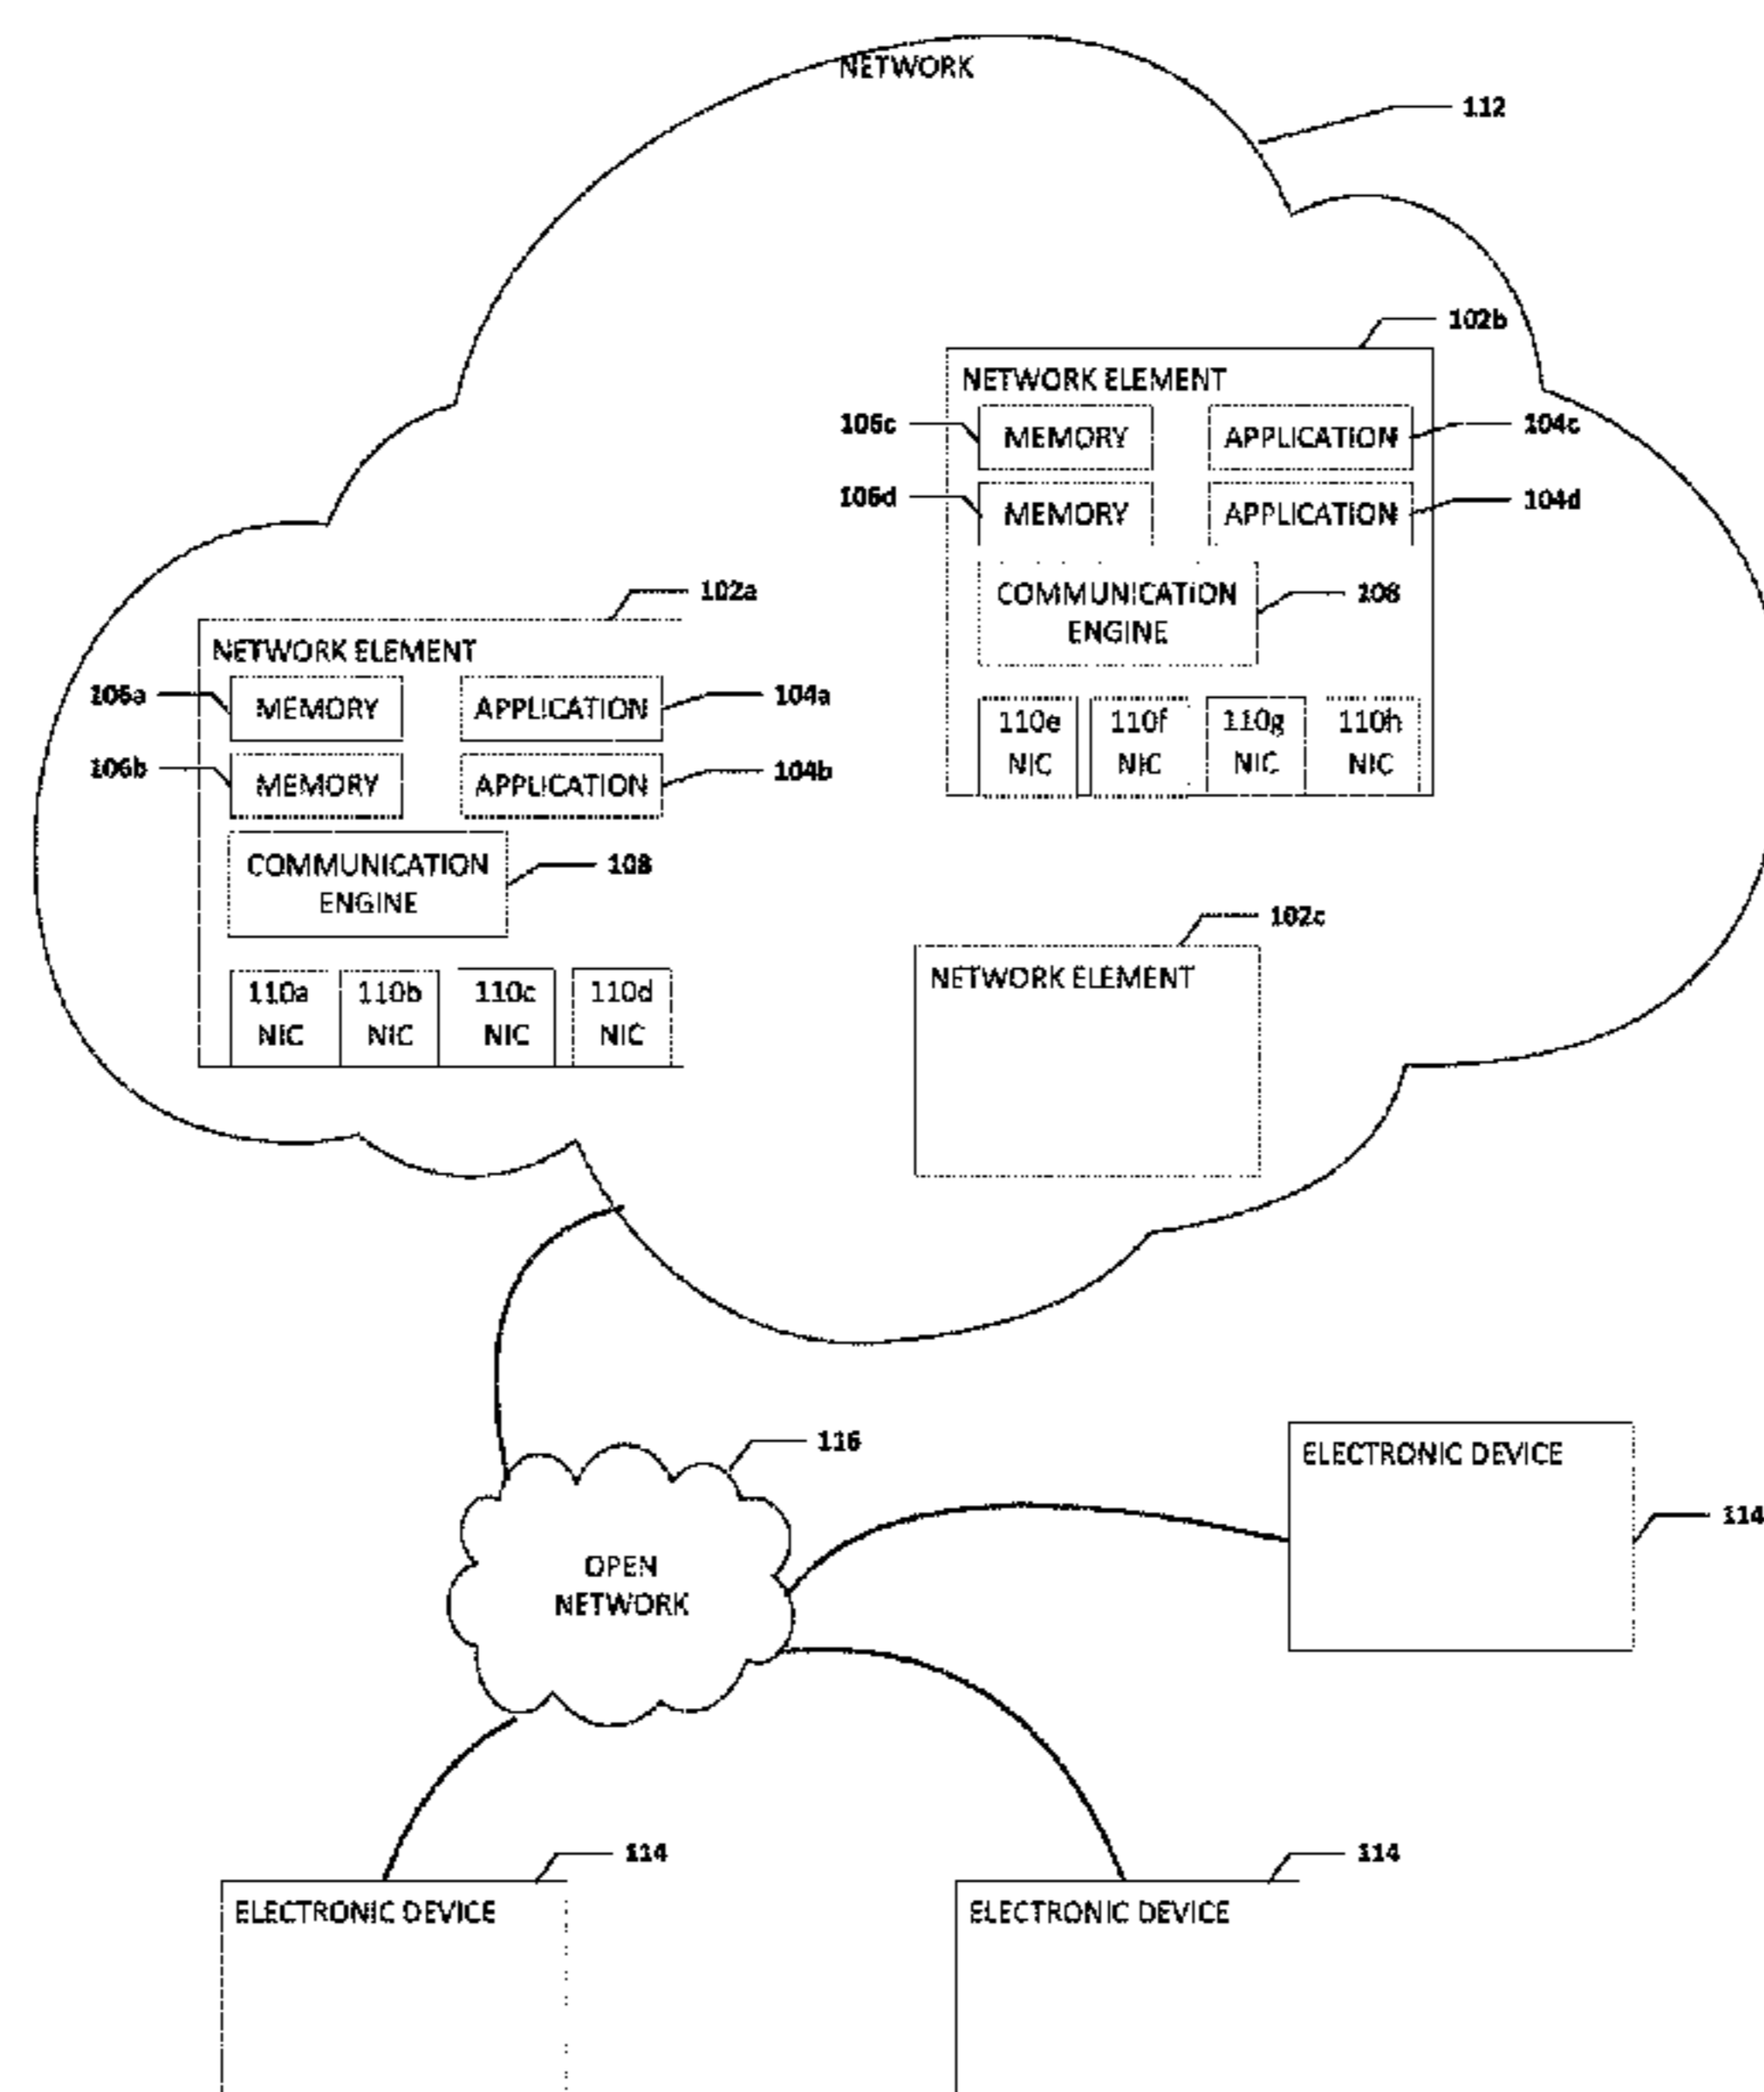 NETWORK
112
102b
NETWORK ELEMENT
106c MEMORY APPLICATION 104c
106d MEMORY APPLICATION 104d
COMMUNICATION
ENGINE
108
110e 110f 110g 110h
NIC NIC NIC NIC
102a
NETWORK ELEMENT
106a MEMORY APPLICATION 104a
106b MEMORY APPLICATION 104b
COMMUNICATION
ENGINE
108
110a 110b 110c 110d
NIC NIC NIC NIC
102c
NETWORK ELEMENT
116
OPEN
NETWORK
ELECTRONIC DEVICE
114
114
ELECTRONIC DEVICE
114
ELECTRONIC DEVICE